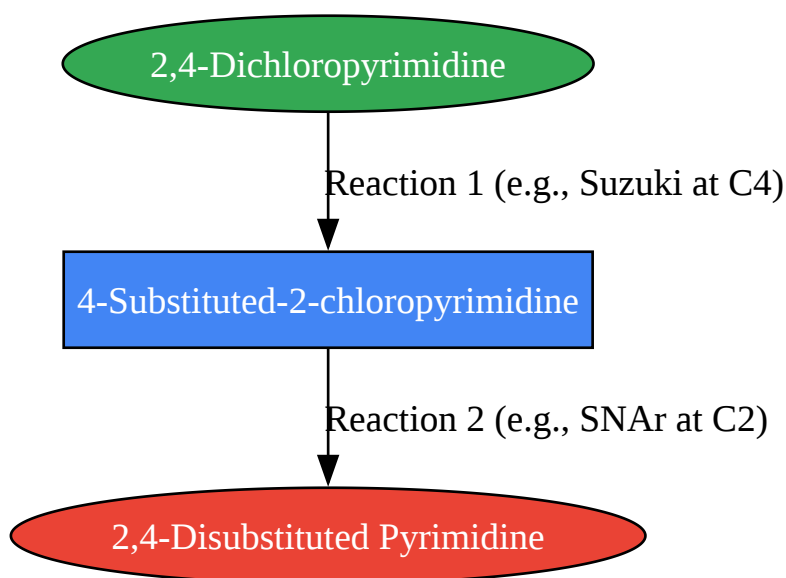 2,4-Dichloropyrimidine
Reaction 1 (e.g., Suzuki at C4)
4-Substituted-2-chloropyrimidine
Reaction 2 (e.g., SNAr at C2)
2,4-Disubstituted Pyrimidine